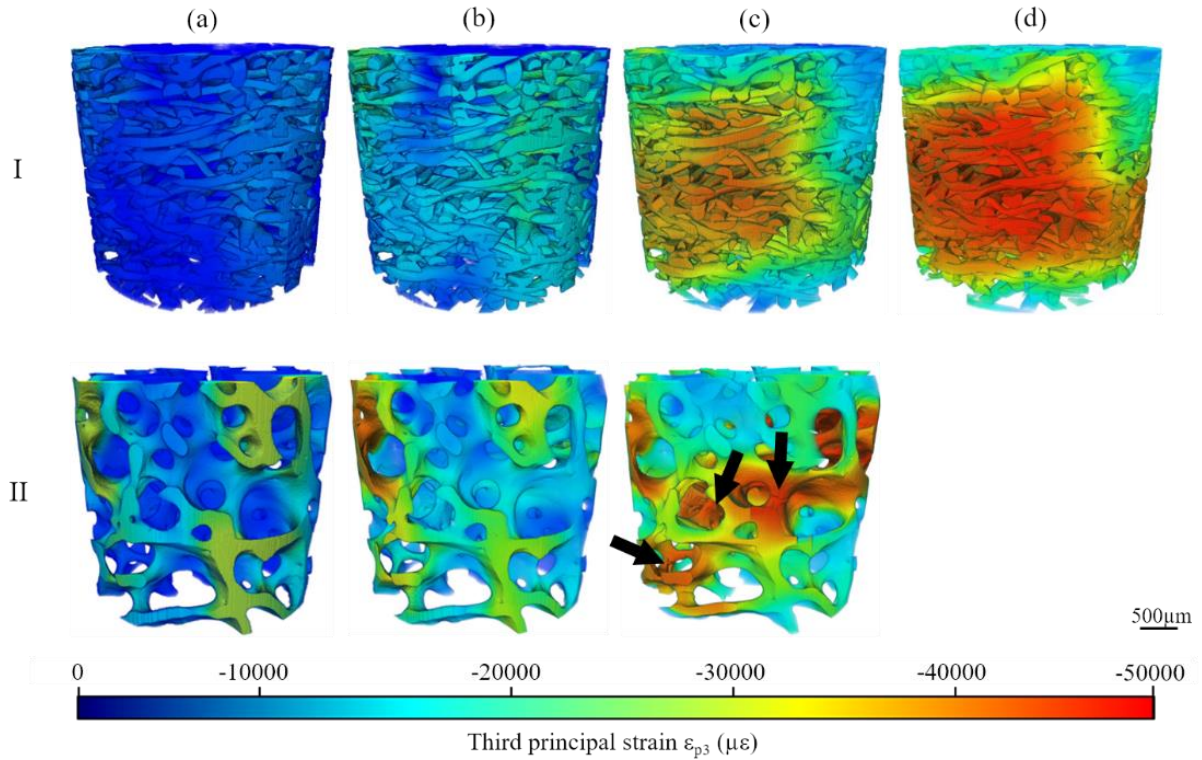 (a) (b) (c) (d)
I
II
500µm
0 -10000 -20000 -30000 -40000 -50000
Third principal strain εp3 (µε)